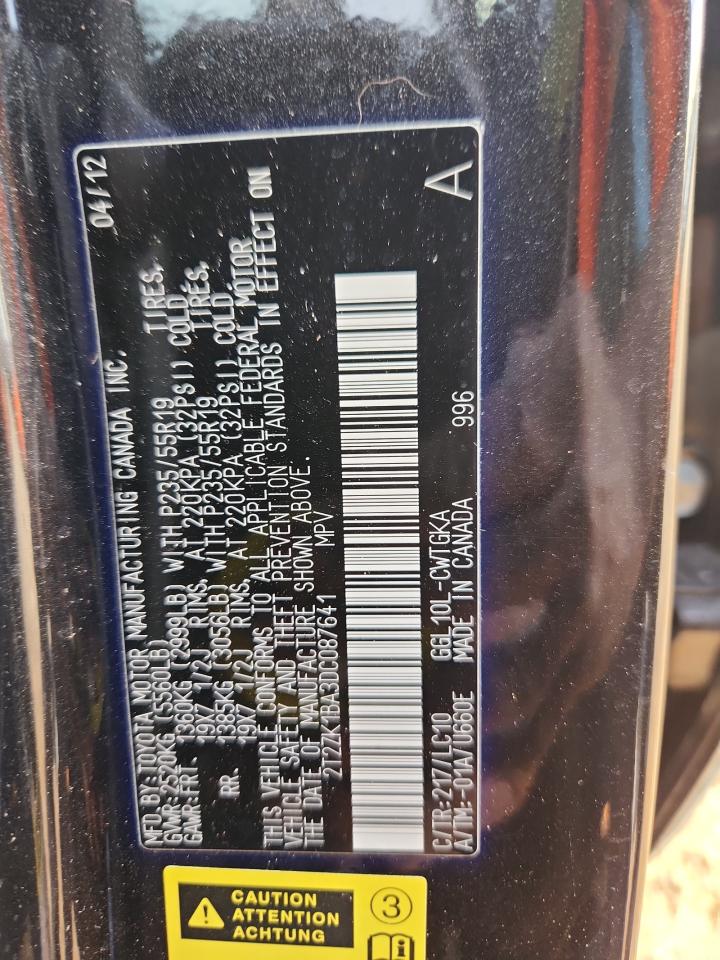 MFD. BY: TOYOTA MOTOR MANUFACTURING CANADA INC. 04/12
GVWR: 2520KG (5560LB)
GAWR: FRT. 1360KG (2999LB) WITH P235/55R19 TIRES,
19X7 1/2J RIMS, AT 220KPA (32PSI) COLD
RR. 1385KG (3056LB) WITH P235/55R19 TIRES,
19X7 1/2J RIMS, AT 220KPA (32PSI) COLD
THIS VEHICLE CONFORMS TO ALL APPLICABLE FEDERAL MOTOR
VEHICLE SAFETY AND THEFT PREVENTION STANDARDS IN EFFECT ON
THE DATE OF MANUFACTURE SHOWN ABOVE.
2T2ZK1BA3DC087641 MPV
C/TR: 217/LC10 GGL10L-CWTGKA
A/TM: -01A/U660E MADE IN CANADA 996 A
CAUTION
ATTENTION
ACHTUNG
3